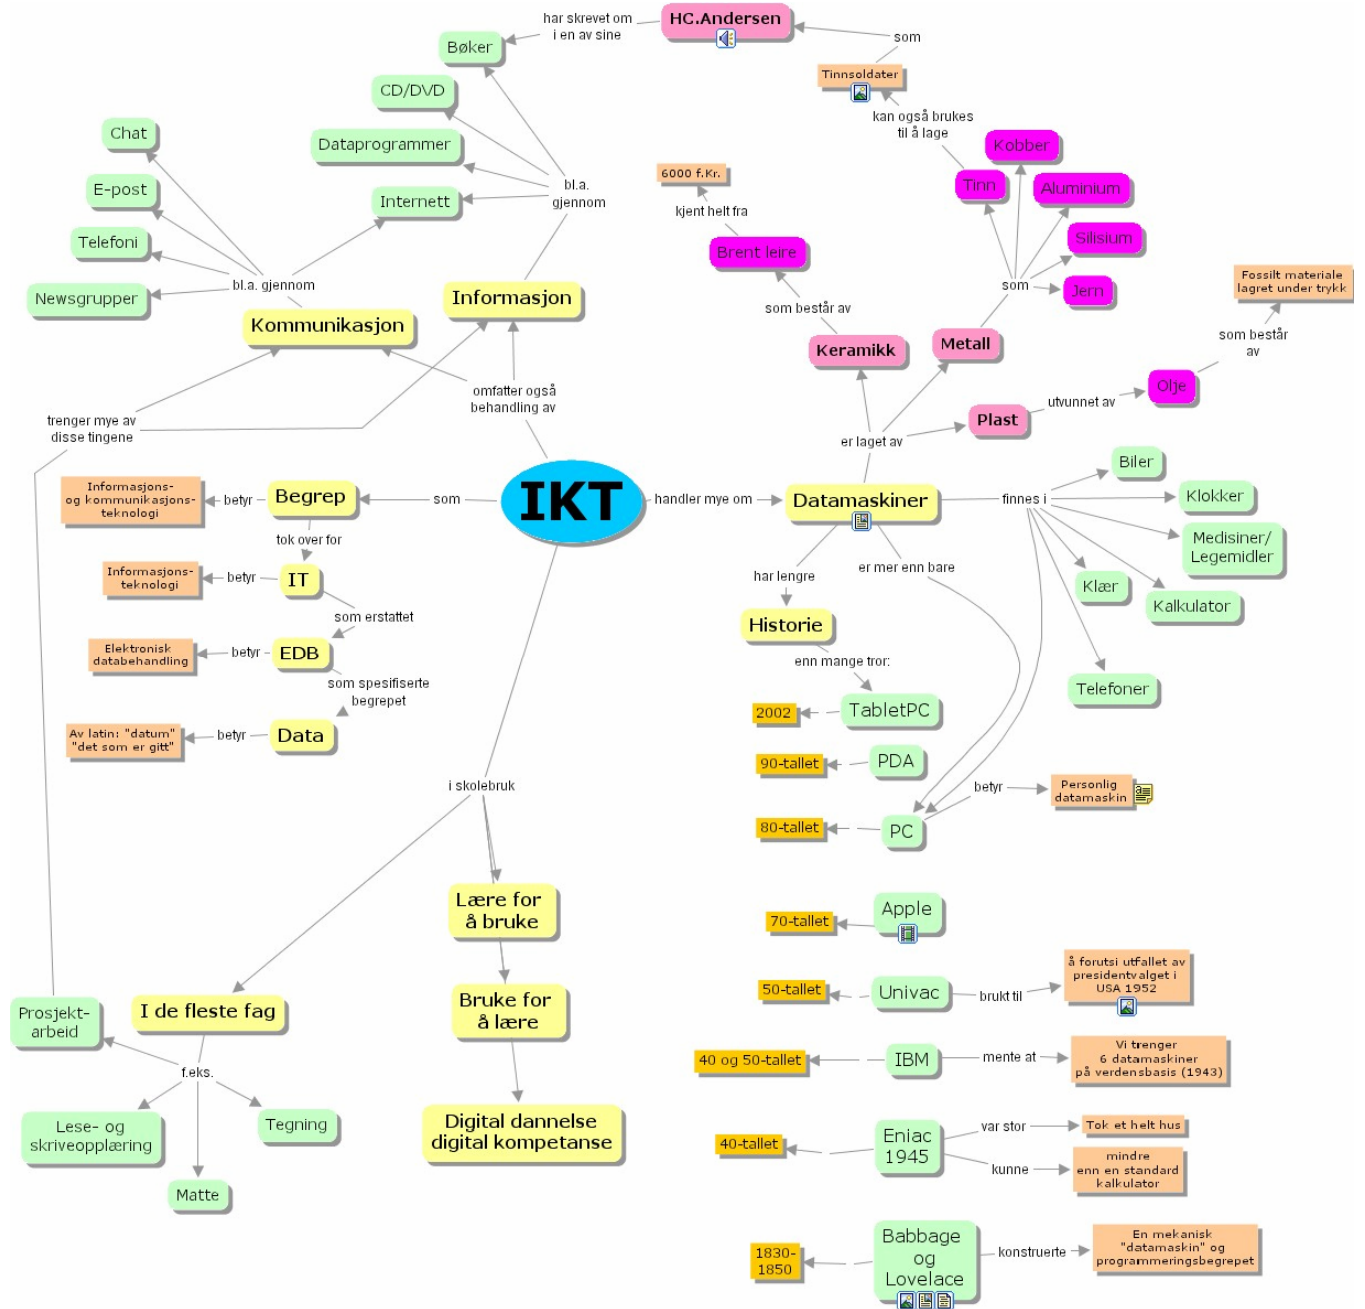 har skrevet om
i en av sine
HC.Andersen
som
Bøker
Tinnsoldater
CD/DVD
kan også brukes
til å lage
Chat
Dataprogrammer
Kobber
6000 f.Kr.
Tinn
Aluminium
E-post
bl.a.
gjennom
Internett
kjent helt fra
Telefoni
Brent leire
Silisium
bl.a. gjennom
som
Jern
Fossilt materiale
lagret under trykk
Newsgrupper
Informasjon
som består av
Kommunikasjon
Keramikk
Metall
som består
av
omfatter også
behandling av
Olje
utvunnet av
Plast
trenger mye av
disse tingene
er laget av
Biler
Informasjons-
og kommunikasjons-
teknologi
betyr
Begrep
som
IKT
handler mye om
Datamaskiner
finnes i
Klokker
tok over for
Medisiner/
Legemidler
Informasjons-
teknologi
betyr
IT
har lengre
er mer enn bare
Klær
Kalkulator
som erstattet
Historie
Elektronisk
databehandling
betyr
EDB
enn mange tror:
som spesifiserte
begrepet
Telefoner
2002
TabletPC
Av latin: "datum"
"det som er gitt"
betyr
Data
90-tallet
PDA
i skolebruk
betyr
Personlig
datamaskin
80-tallet
PC
Lære for
å bruke
70-tallet
Apple
Bruke for
å lære
50-tallet
Univac
brukt til
å forutsi utfallet av
presidentvalget i
USA 1952
Prosjekt-
arbeid
I de fleste fag
40 og 50-tallet
IBM
mente at
Vi trenger
6 datamaskiner
på verdensbasis (1943)
f.eks.
Lese- og
skriveopplæring
Tegning
Digital dannelse
digital kompetanse
Matte
40-tallet
Eniac
1945
var stor
Tok et helt hus
kunne
mindre
enn en standard
kalkulator
1830-
1850
Babbage
og
Lovelace
konstruerte
En mekanisk
"datamaskin" og
programmeringsbegrepet